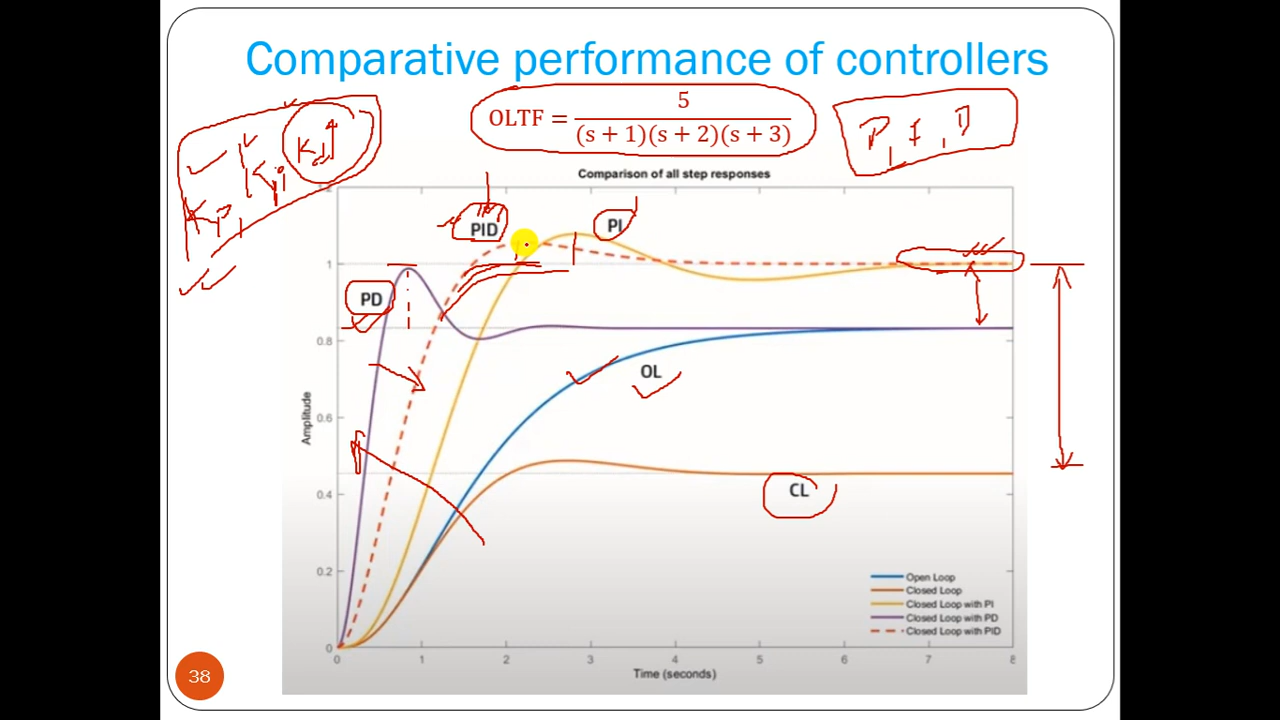 Comparative performance of controllers
OLTF = 5 / (s + 1)(s + 2)(s + 3)
Kp, Ki, Kd
P, I, D
Comparison of all step responses
PID
PI
PD
OL
CL
1
0.8
0.6
0.4
0.2
0
Amplitude
0 1 2 3 4 5 6 7 8
Time (seconds)
Open Loop
Closed Loop
Closed Loop with PI
Closed Loop with PD
Closed Loop with PID
38